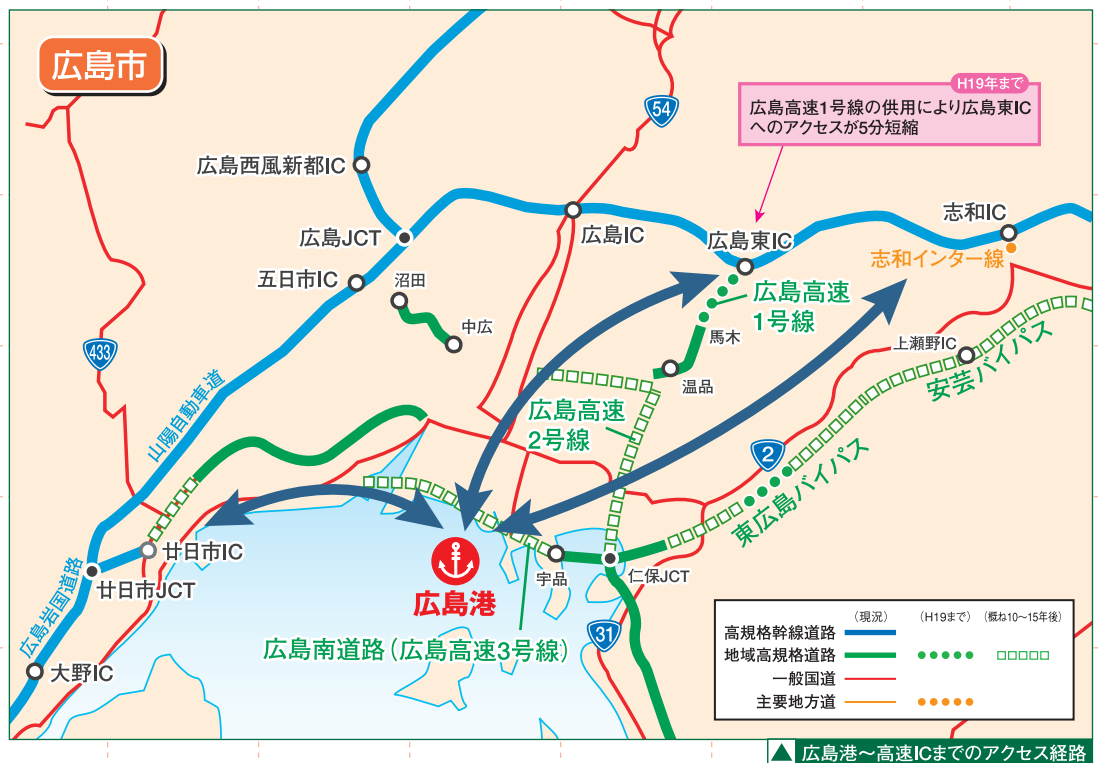 広島市
H19年まで
広島高速1号線の供用により広島東IC
へのアクセスが5分短縮
54
広島西風新都IC
広島JCT
広島IC
広島東IC
志和IC
志和インター線
五日市IC
沼田
中広
広島高速
1号線
馬木
温品
上瀬野IC
安芸バイパス
433
山陽自動車道
広島高速
2号線
2
東広島バイパス
廿日市IC
廿日市JCT
広島岩国道路
大野IC
広島港
宇品
仁保JCT
31
広島南道路(広島高速3号線)
(現況) (H19まで) (概ね10～15年後)
高規格幹線道路
地域高規格道路
一般国道
主要地方道
▲ 広島港～高速ICまでのアクセス経路